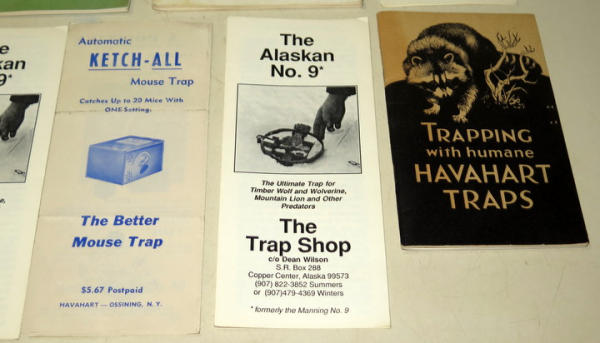 kan
9*
Automatic
KETCH-ALL
Mouse Trap
Catches Up to 20 Mice With
ONE Setting.
The Better
Mouse Trap
$5.67 Postpaid
HAVAHART — OSSINING, N. Y.
The
Alaskan
No. 9*
The Ultimate Trap for
Timber Wolf and Wolverine,
Mountain Lion and Other
Predators
The
Trap Shop
c/o Dean Wilson
S.R. Box 288
Copper Center, Alaska 99573
(907) 822-3852 Summers
or (907)479-4369 Winters
* formerly the Manning No. 9
TRAPPING
with humane
HAVAHART
TRAPS